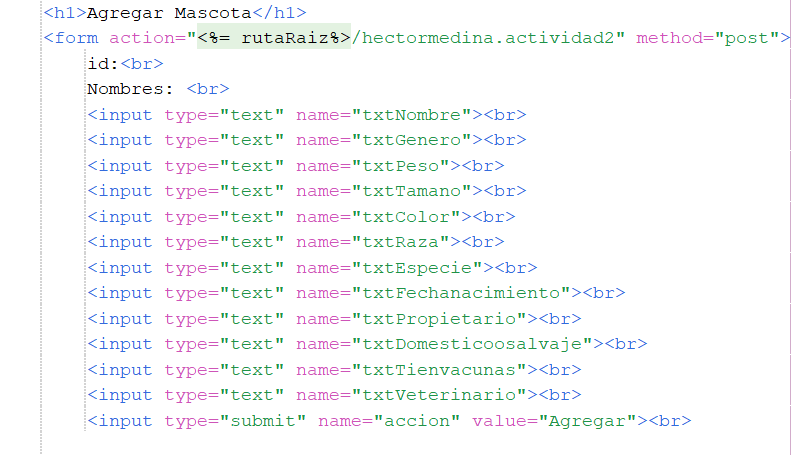 <h1>Agregar Mascota</h1>
<form action="<%= rutaRaiz%>/hectormedina.actividad2" method="post">
id:<br>
Nombres: <br>
<input type="text" name="txtNombre"><br>
<input type="text" name="txtGenero"><br>
<input type="text" name="txtPeso"><br>
<input type="text" name="txtTamano"><br>
<input type="text" name="txtColor"><br>
<input type="text" name="txtRaza"><br>
<input type="text" name="txtEspecie"><br>
<input type="text" name="txtFechanacimiento"><br>
<input type="text" name="txtPropietario"><br>
<input type="text" name="txtDomesticoosalvaje"><br>
<input type="text" name="txtTienvacunas"><br>
<input type="text" name="txtVeterinario"><br>
<input type="submit" name="accion" value="Agregar"><br>